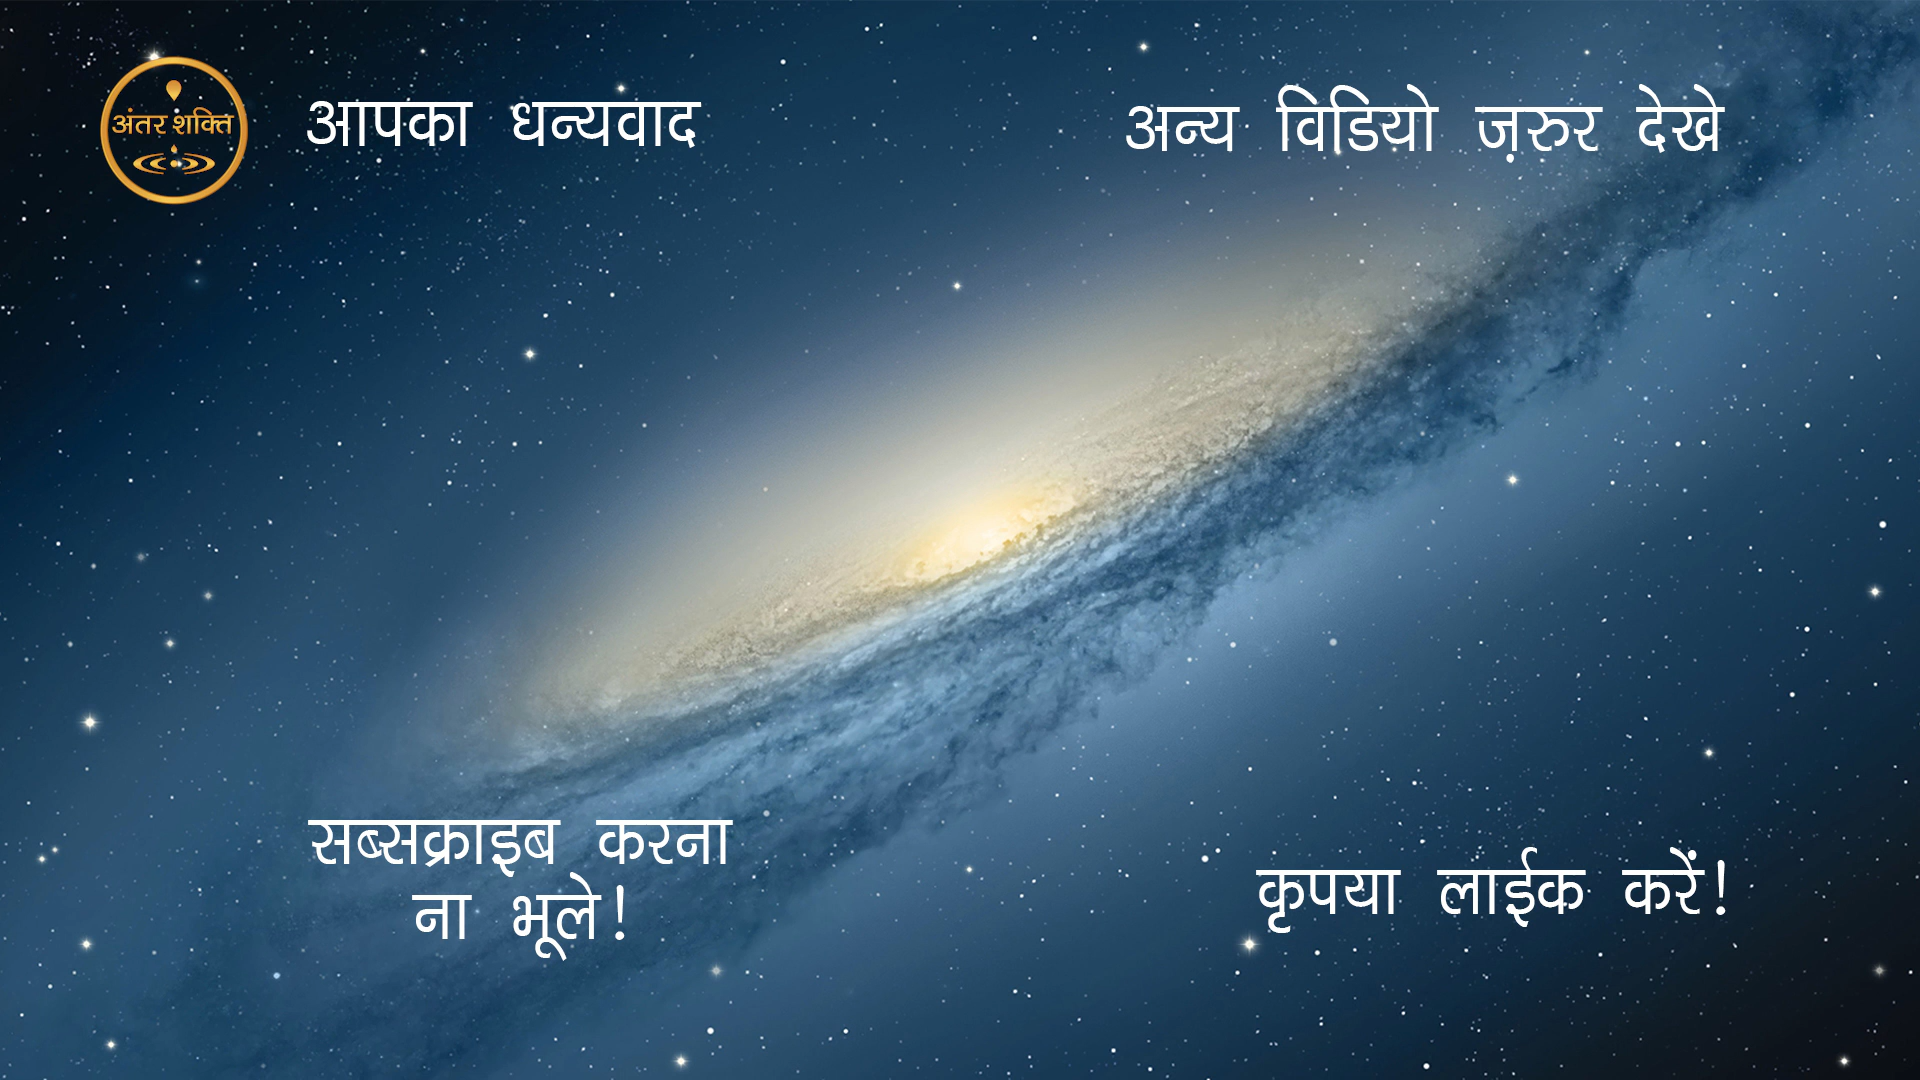 अंतर शक्ति
आपका धन्यवाद
अन्य विडियो ज़रुर देखे
सब्सक्राइब करना
ना भूले!
कृपया लाईक करें!